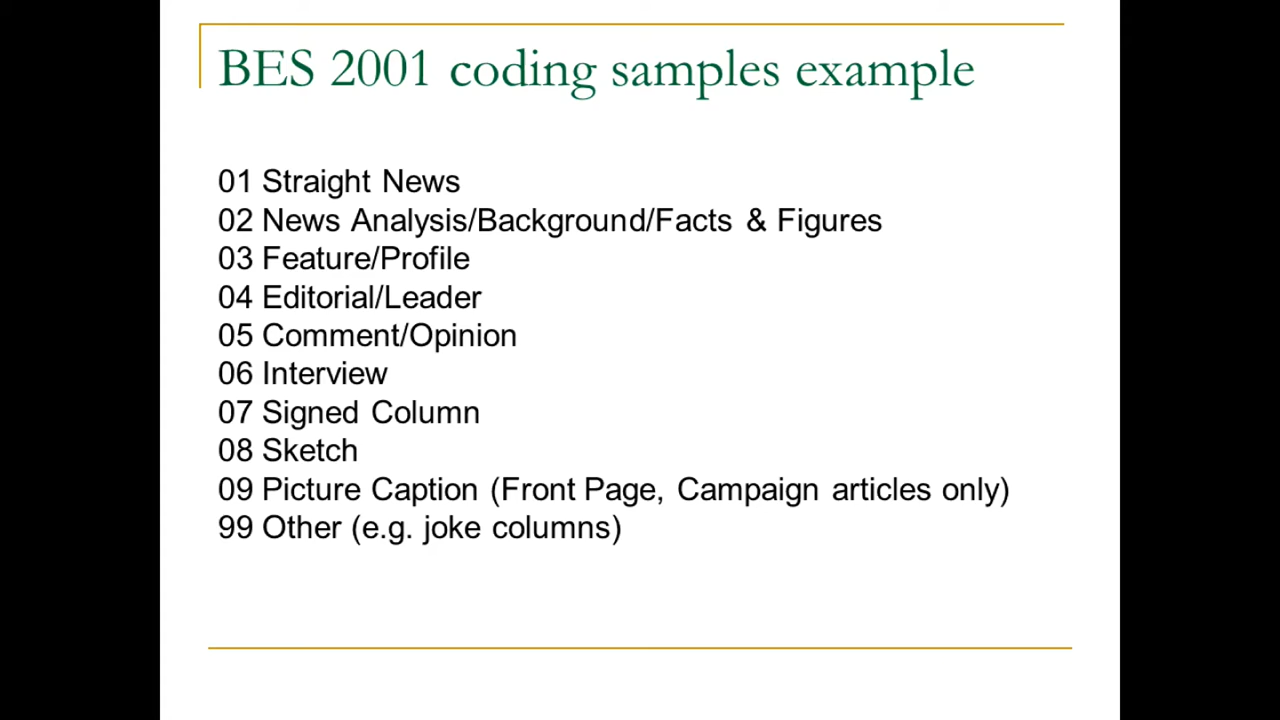 BES 2001 coding samples example
01 Straight News
02 News Analysis/Background/Facts & Figures
03 Feature/Profile
04 Editorial/Leader
05 Comment/Opinion
06 Interview
07 Signed Column
08 Sketch
09 Picture Caption (Front Page, Campaign articles only)
99 Other (e.g. joke columns)